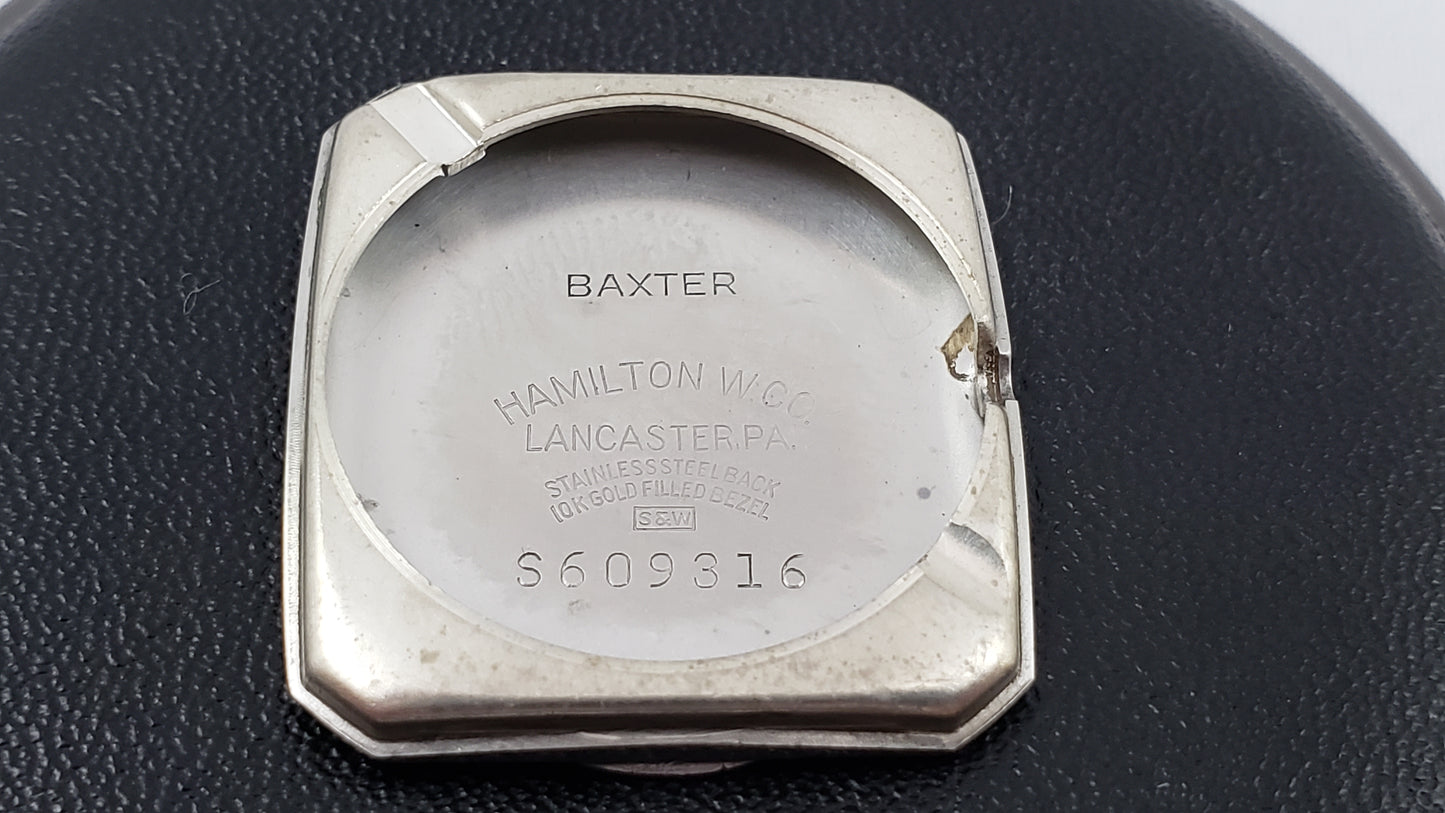 BAXTER
HAMILTON W.CO.
LANCASTER, PA.
STAINLESS STEEL BACK
10K GOLD FILLED BEZEL
S&W
S609316